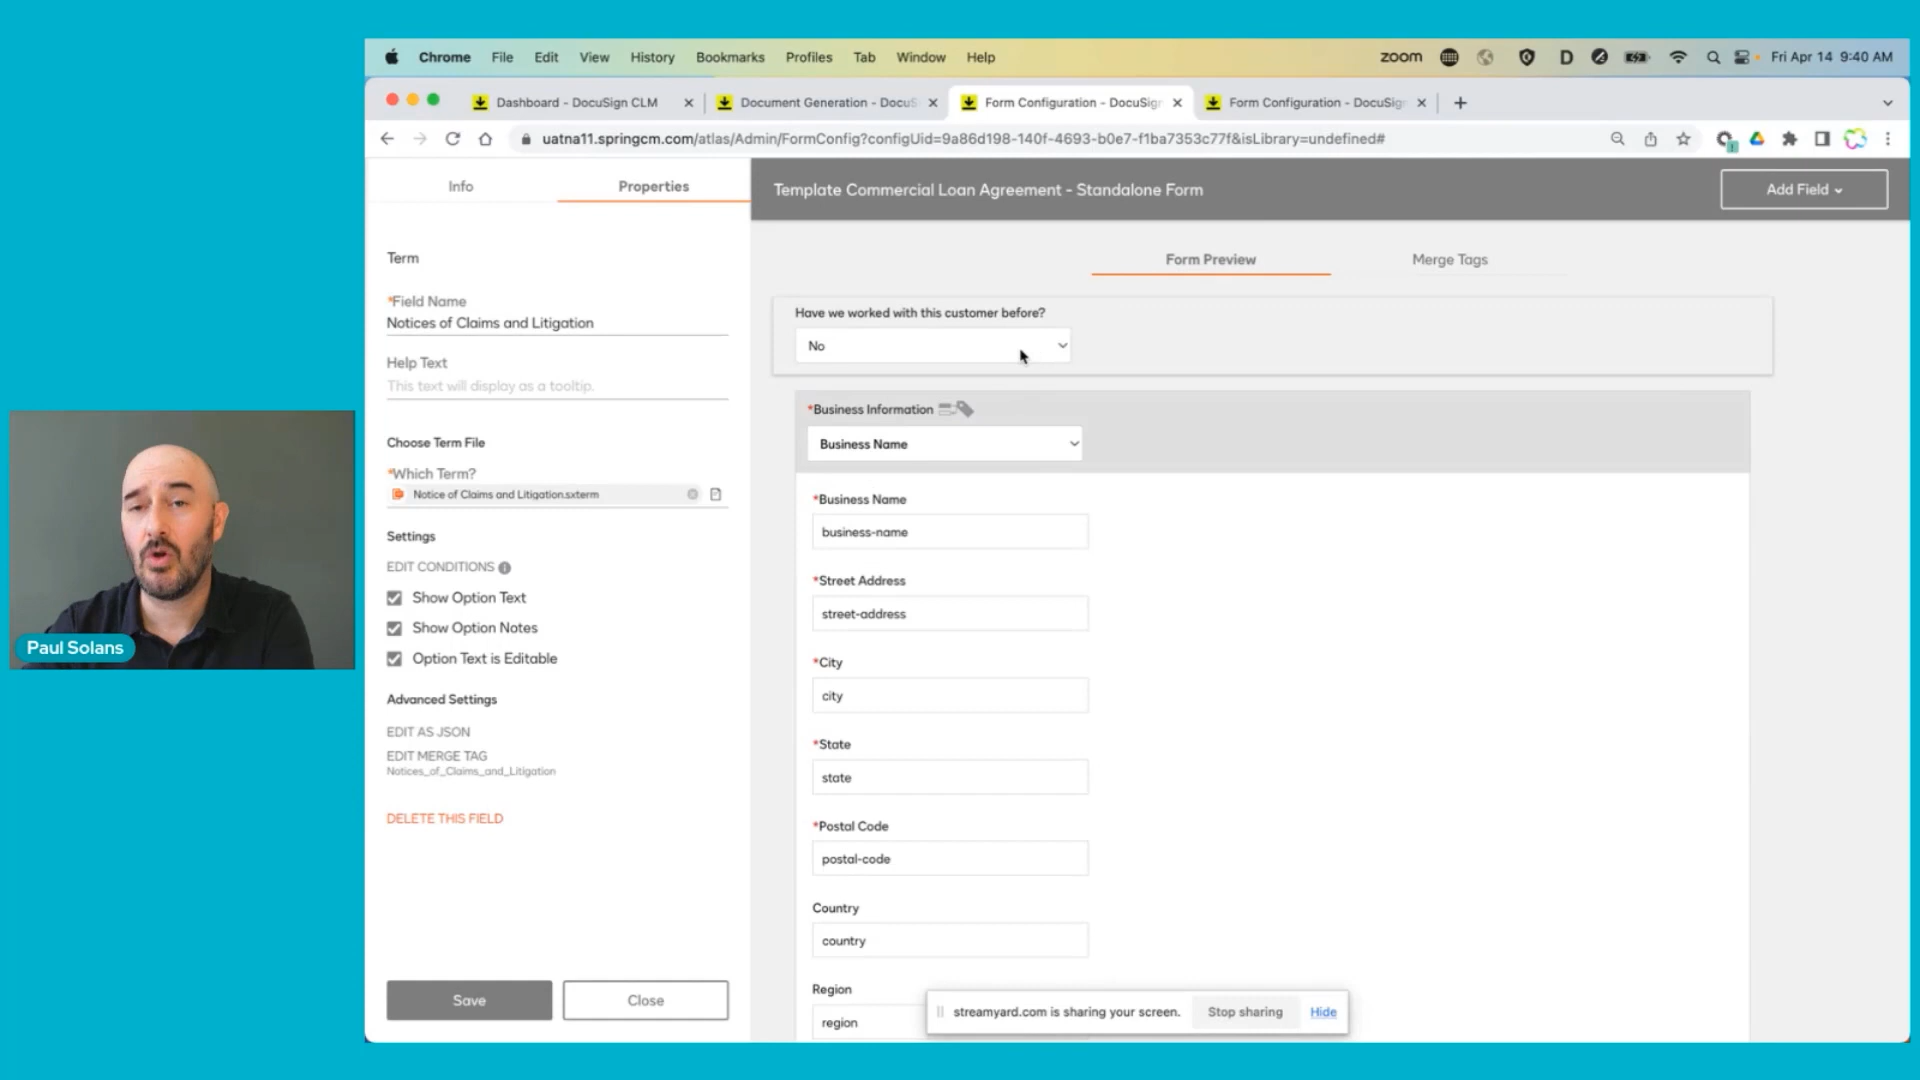 Chrome File Edit View History Bookmarks Profiles Tab Window Help
zoom D Fri Apr 14 9:40 AM
Dashboard - DocuSign CLM
Document Generation - DocuS
Form Configuration - DocuSig
Form Configuration - DocuSig
uatna11.springcm.com/atlas/Admin/FormConfig?configUid=9a86d198-140f-4693-b0e7-f1ba7353c77f&isLibrary=undefined#
Info Properties
Template Commercial Loan Agreement - Standalone Form
Add Field
Term
*Field Name
Notices of Claims and Litigation
Help Text
This text will display as a tooltip.
Choose Term File
*Which Term?
Notice of Claims and Litigation.sxterm
Settings
EDIT CONDITIONS
Show Option Text
Show Option Notes
Option Text is Editable
Advanced Settings
EDIT AS JSON
EDIT MERGE TAG
Notices_of_Claims_and_Litigation
DELETE THIS FIELD
Save Close
Form Preview Merge Tags
Have we worked with this customer before?
No
*Business Information
Business Name
*Business Name
business-name
*Street Address
street-address
*City
city
*State
state
*Postal Code
postal-code
Country
country
Region
region
streamyard.com is sharing your screen. Stop sharing Hide
Paul Solans